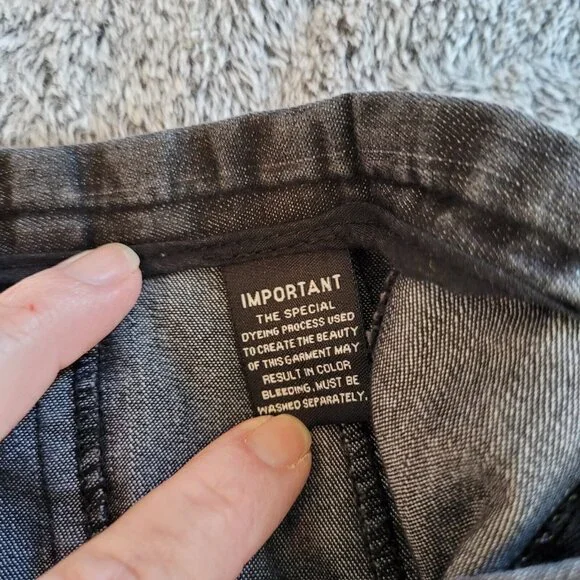 IMPORTANT
THE SPECIAL
DYEING PROCESS USED
TO CREATE THE BEAUTY
OF THIS GARMENT MAY
RESULT IN COLOR
BLEEDING, MUST BE
WASHED SEPARATELY.